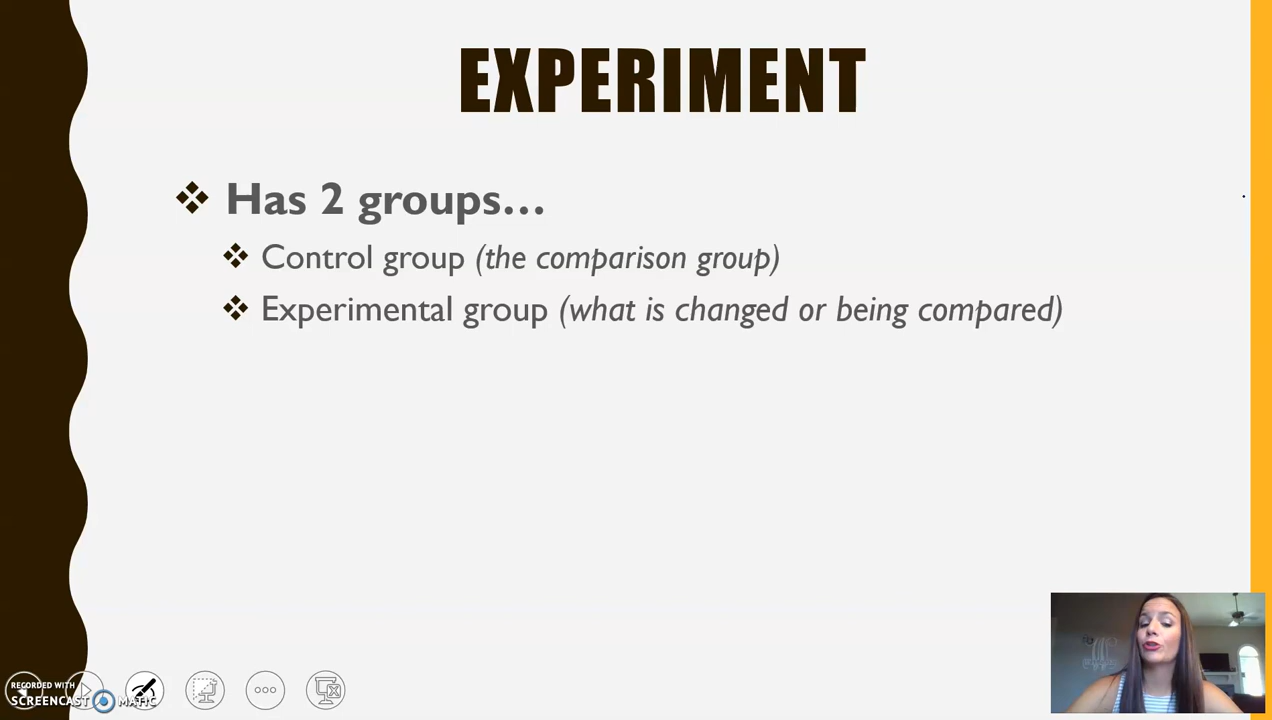 EXPERIMENT
Has 2 groups…
Control group (the comparison group)
Experimental group (what is changed or being compared)
RECORDED WITH
SCREENCAST MATIC